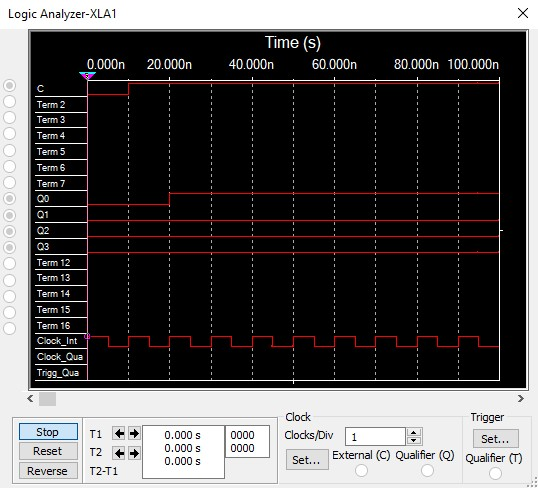 Logic Analyzer-XLA1
Time (s)
0.000n 20.000n 40.000n 60.000n 80.000n 100.000n
C
Term 2
Term 3
Term 4
Term 5
Term 6
Term 7
Q0
Q1
Q2
Q3
Term 12
Term 13
Term 14
Term 15
Term 16
Clock_Int
Clock_Qua
Trigg_Qua
Stop
Reset
Reverse
T1
T2
T2-T1
0.000 s
0.000 s
0.000 s
0000
0000
Clock
Clocks/Div 1
Set...
External (C)
Qualifier (Q)
Trigger
Set...
Qualifier (T)